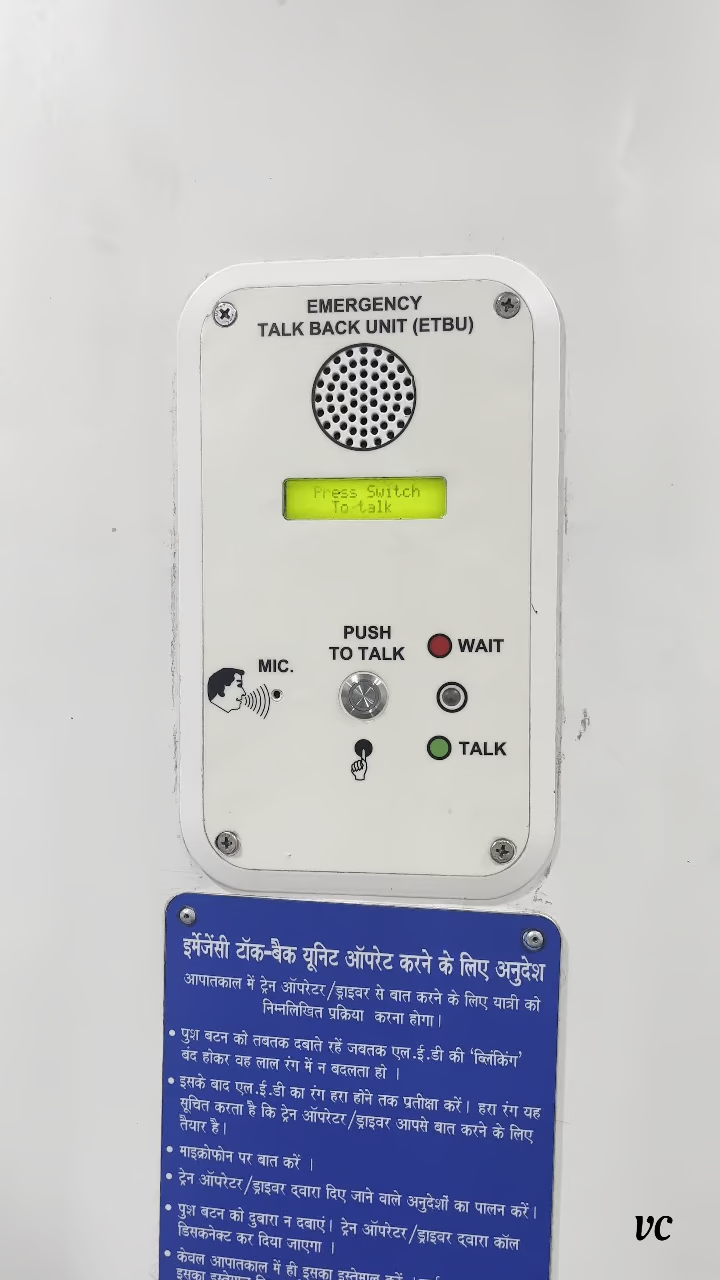 EMERGENCY
TALK BACK UNIT (ETBU)
Press Switch
To talk
PUSH
TO TALK
WAIT
MIC.
TALK
इर्मेजेंसी टॉक-बैक यूनिट ऑपरेट करने के लिए अनुदेश
आपातकाल में ट्रेन ऑपरेटर/ड्राइवर से बात करने के लिए यात्री को
निम्नलिखित प्रक्रिया करना होगा।
• पुश बटन को तबतक दबाते रहें जबतक एल.ई.डी की 'ब्लिंकिंग'
बंद होकर वह लाल रंग में न बदलता हो ।
• इसके बाद एल.ई.डी का रंग हरा होने तक प्रतीक्षा करें। हरा रंग यह
सूचित करता है कि ट्रेन ऑपरेटर/ड्राइवर आपसे बात करने के लिए
तैयार है।
• माइक्रोफोन पर बात करें ।
• ट्रेन ऑपरेटर/ड्राइवर द्वारा दिए जाने वाले अनुदेशों का पालन करें।
• पुश बटन को दुबारा न दबाएं। ट्रेन ऑपरेटर/ड्राइवर द्वारा कॉल
डिसकनेक्ट कर दिया जाएगा ।
• केवल आपातकाल में ही इसका इस्तेमाल करें
इसका
VC